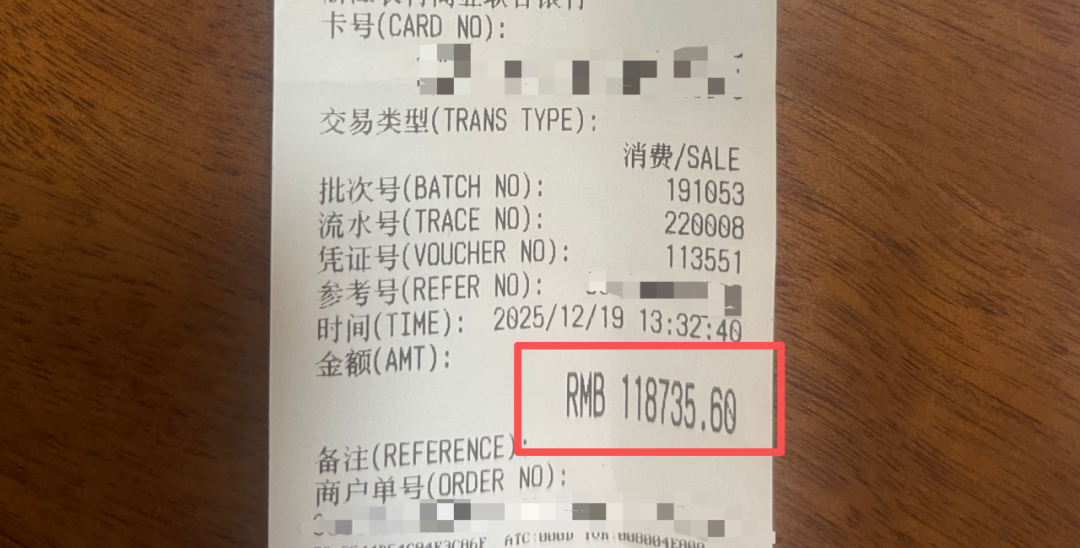 卡号(CARD NO):
交易类型(TRANS TYPE):
消费/SALE
批次号(BATCH NO): 191053
流水号(TRACE NO): 220008
凭证号(VOUCHER NO): 113551
参考号(REFER NO):
时间(TIME): 2025/12/19 13:32:40
金额(AMT):
RMB 118735.60
备注(REFERENCE):
商户单号(ORDER NO):